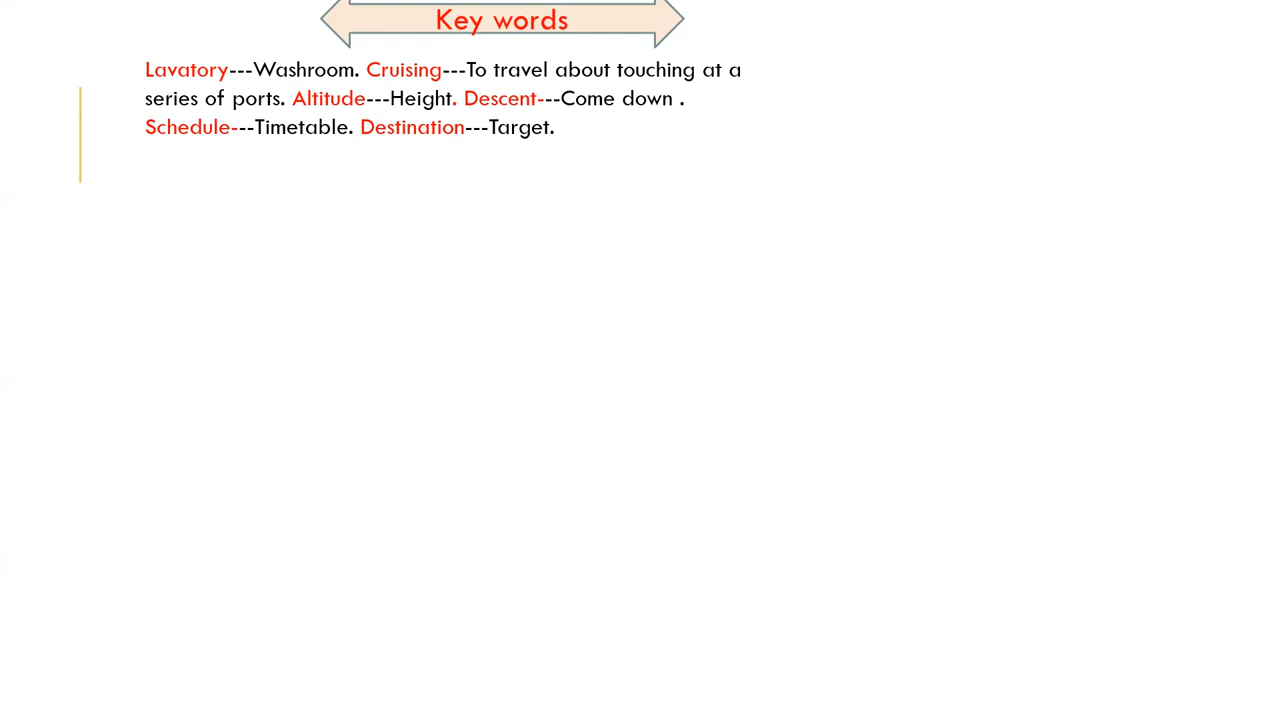 Key words
Lavatory---Washroom. Cruising---To travel about touching at a
series of ports. Altitude---Height. Descent---Come down .
Schedule---Timetable. Destination---Target.